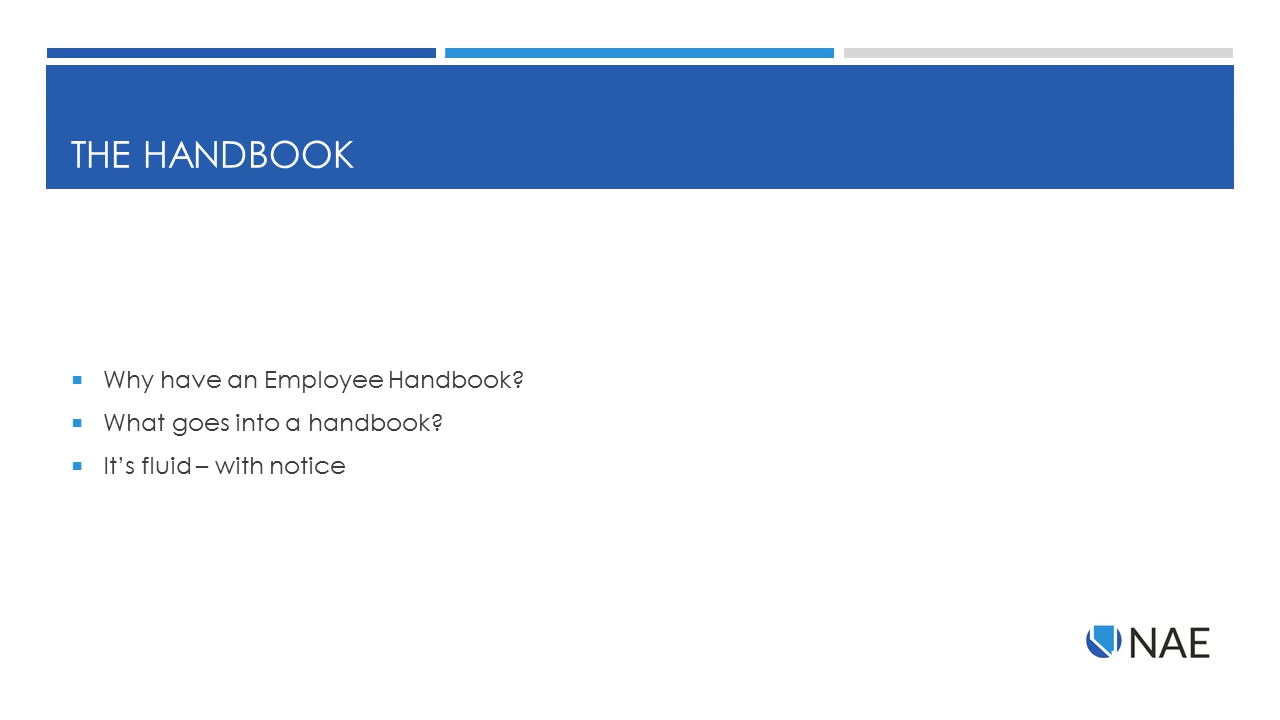 THE HANDBOOK
Why have an Employee Handbook?
What goes into a handbook?
It’s fluid – with notice
NAE